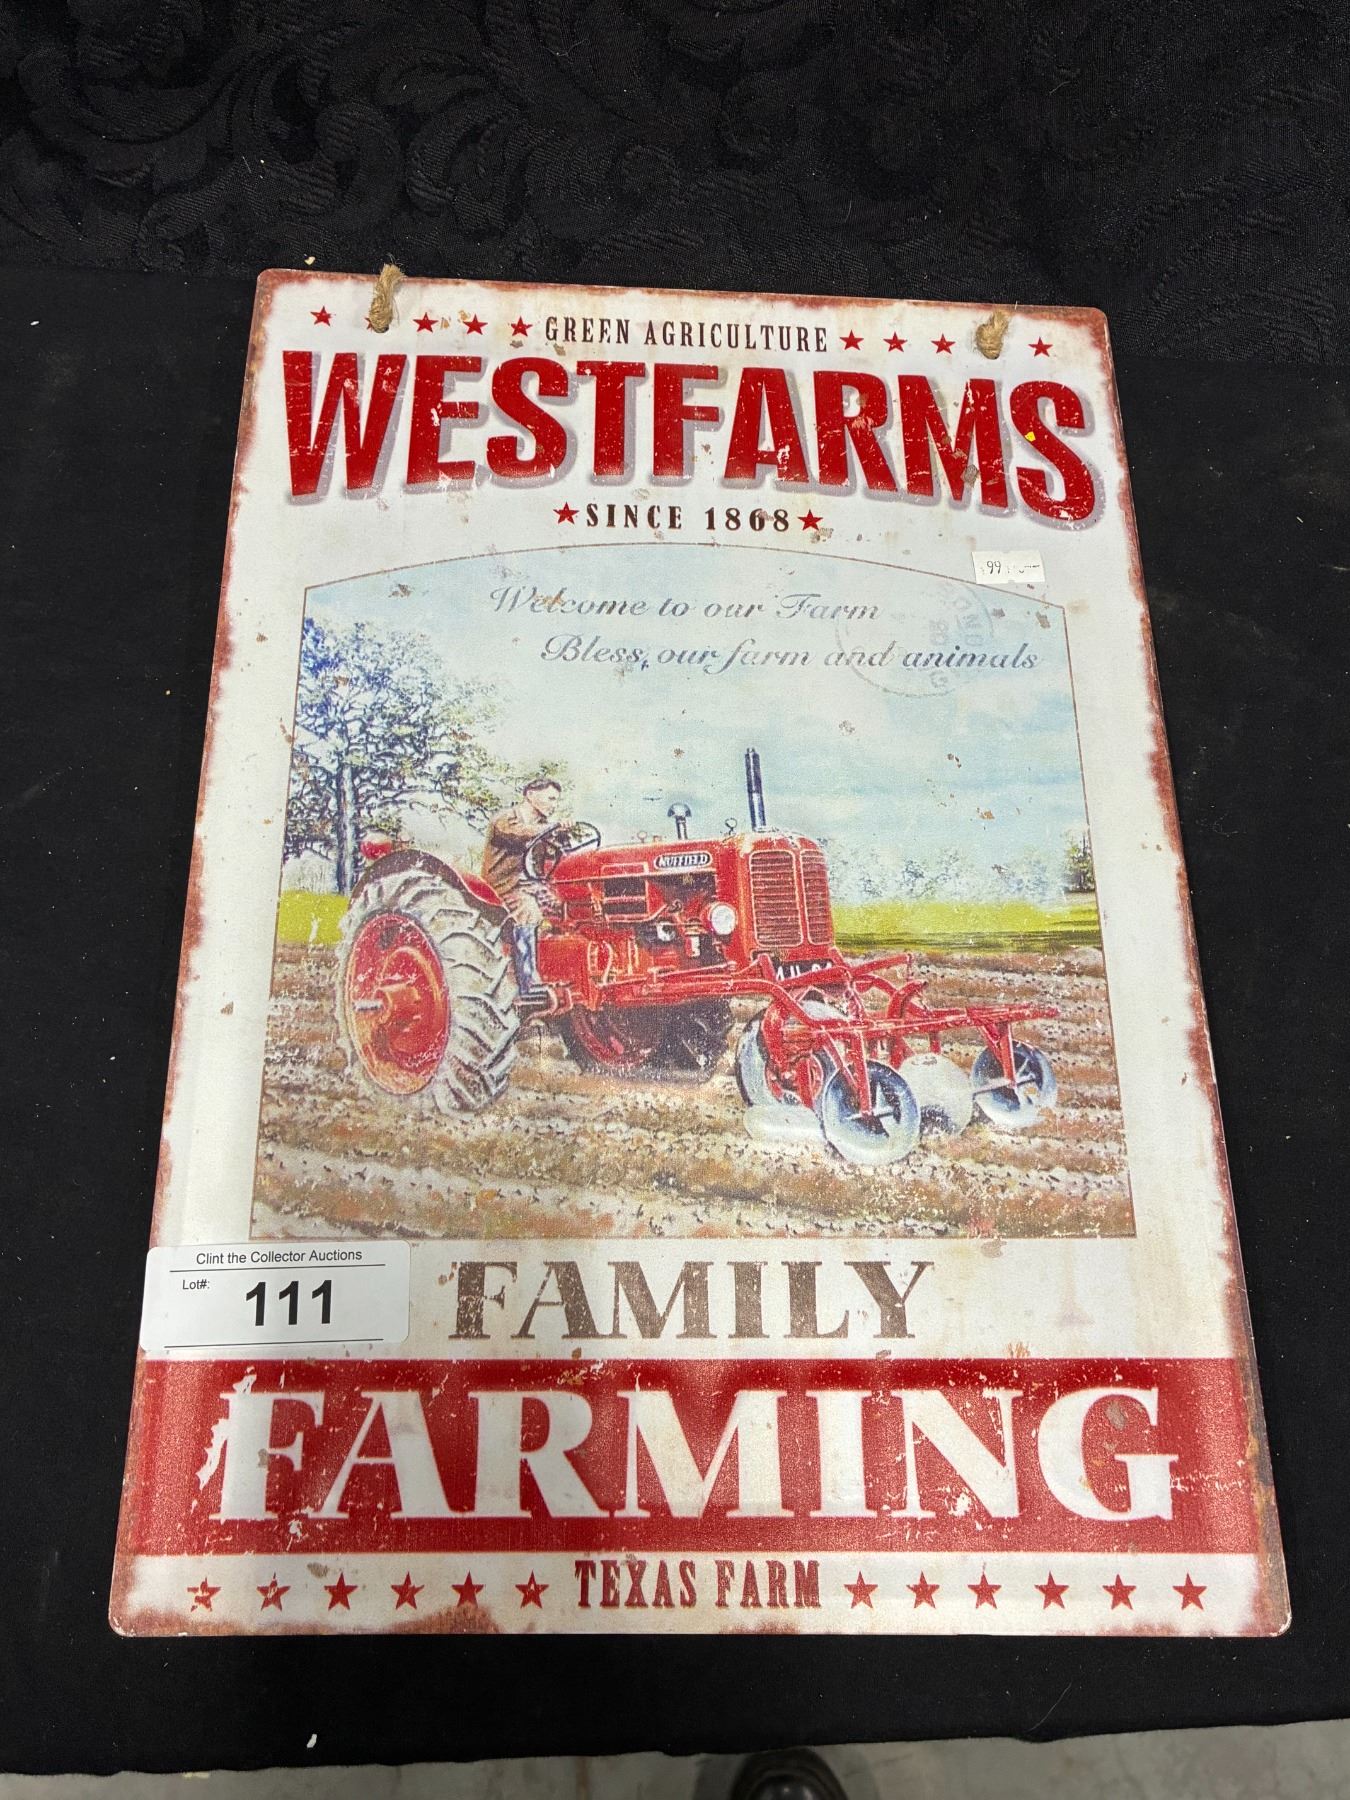 GREEN AGRICULTURE
WESTFARMS
SINCE 1868
99
Welcome to our Farm
Bless our farm and animals
NUFFIELD
Clint the Collector Auctions
Lot#: 111
FAMILY
FARMING
TEXAS FARM